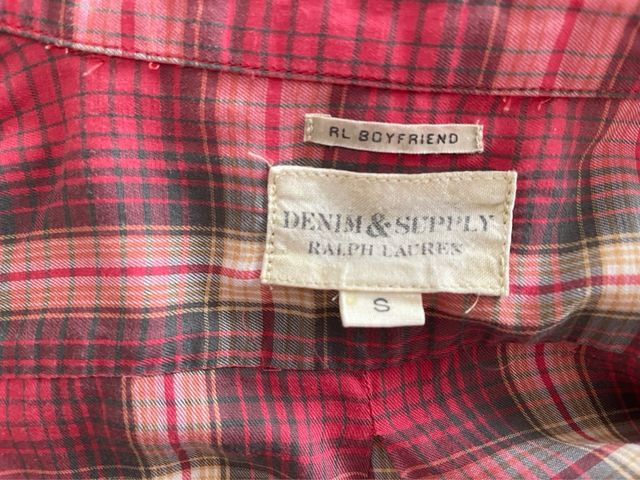 RL BOYFRIEND
DENIM & SUPPLY
RALPH LAUREN
S